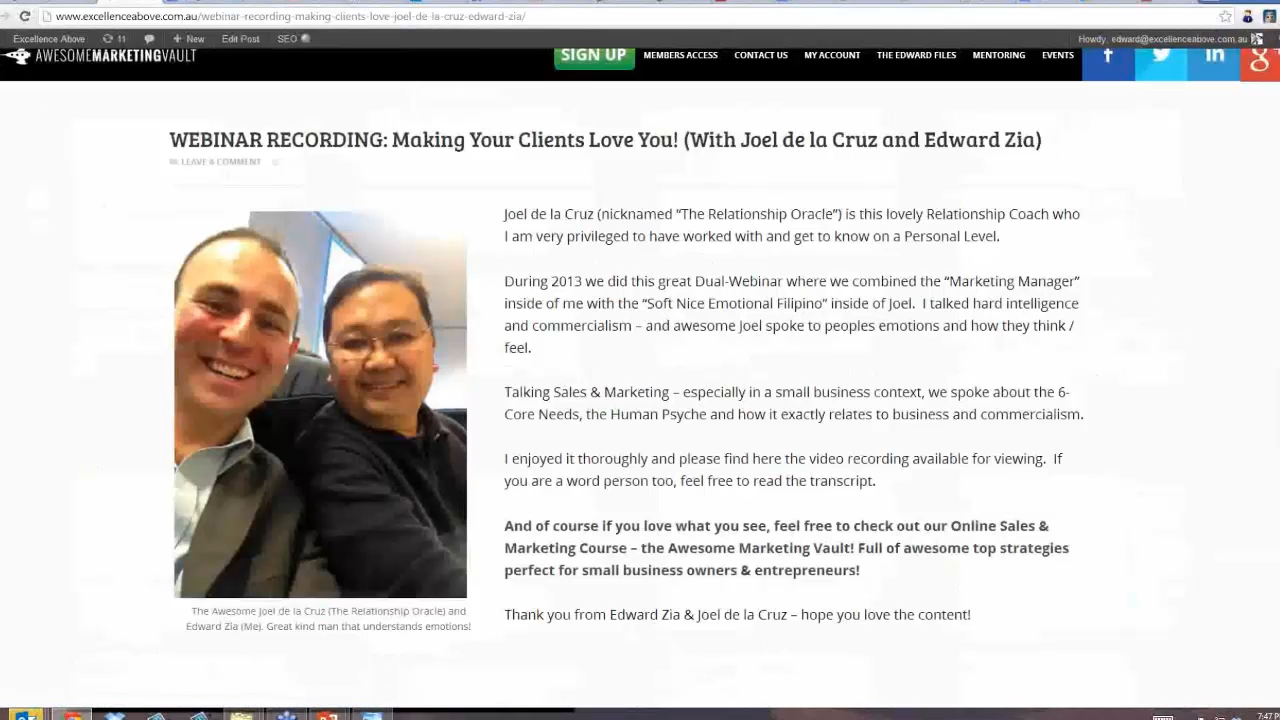 www.excellenceabove.com.au/webinar-recording-making-clients-love-joel-de-la-cruz-edward-zia/
Excellence Above 11 + New Edit Post SEO Howdy, edward@excellenceabove.com.au
AWESOMEMARKETINGVAULT SIGN UP MEMBERS ACCESS CONTACT US MY ACCOUNT THE EDWARD FILES MENTORING EVENTS f in g
WEBINAR RECORDING: Making Your Clients Love You! (With Joel de la Cruz and Edward Zia)
LEAVE A COMMENT
Joel de la Cruz (nicknamed “The Relationship Oracle”) is this lovely Relationship Coach who
I am very privileged to have worked with and get to know on a Personal Level.
During 2013 we did this great Dual-Webinar where we combined the “Marketing Manager”
inside of me with the “Soft Nice Emotional Filipino” inside of Joel. I talked hard intelligence
and commercialism – and awesome Joel spoke to peoples emotions and how they think /
feel.
Talking Sales & Marketing – especially in a small business context, we spoke about the 6-
Core Needs, the Human Psyche and how it exactly relates to business and commercialism.
I enjoyed it thoroughly and please find here the video recording available for viewing. If
you are a word person too, feel free to read the transcript.
And of course if you love what you see, feel free to check out our Online Sales &
Marketing Course – the Awesome Marketing Vault! Full of awesome top strategies
perfect for small business owners & entrepreneurs!
Thank you from Edward Zia & Joel de la Cruz – hope you love the content!
The Awesome Joel de la Cruz (The Relationship Oracle) and
Edward Zia (Me). Great kind man that understands emotions!
7:47 P